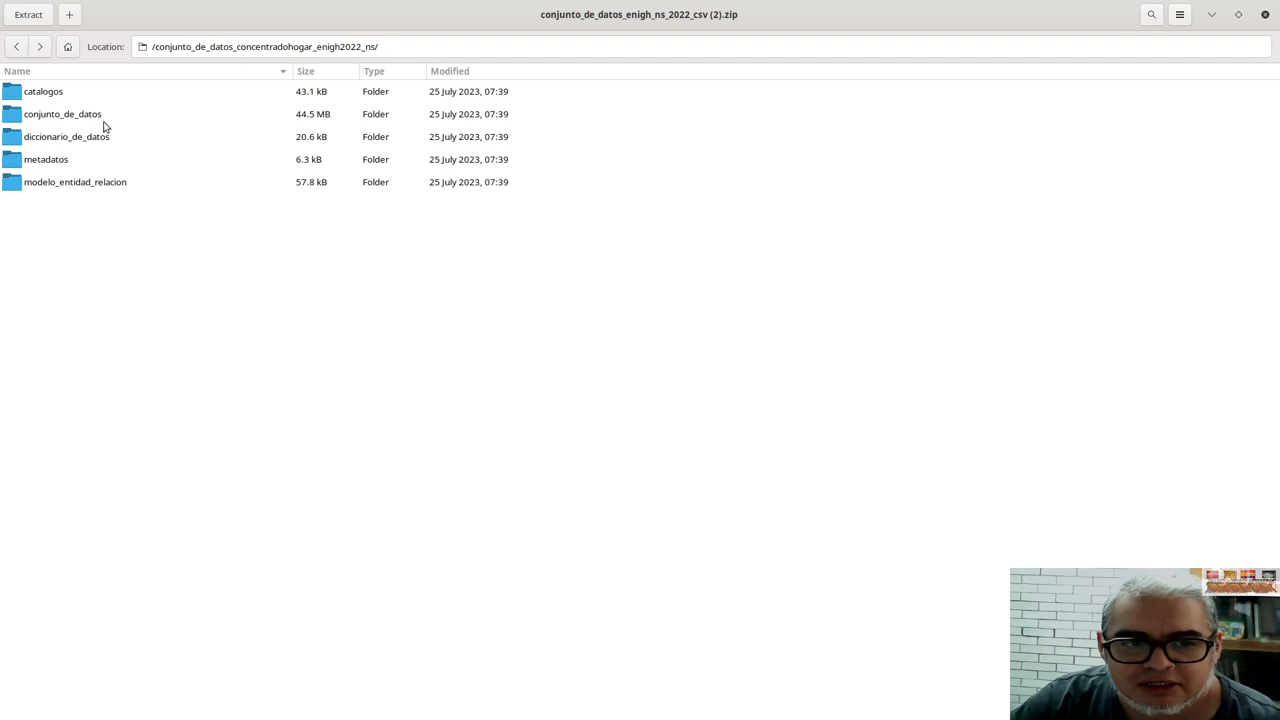 Extract
conjunto_de_datos_enigh_ns_2022_csv (2).zip
Location: /conjunto_de_datos_concentradohogar_enigh2022_ns/
Name Size Type Modified
catalogos 43.1 kB Folder 25 July 2023, 07:39
conjunto_de_datos 44.5 MB Folder 25 July 2023, 07:39
diccionario_de_datos 20.6 kB Folder 25 July 2023, 07:39
metadatos 6.3 kB Folder 25 July 2023, 07:39
modelo_entidad_relacion 57.8 kB Folder 25 July 2023, 07:39